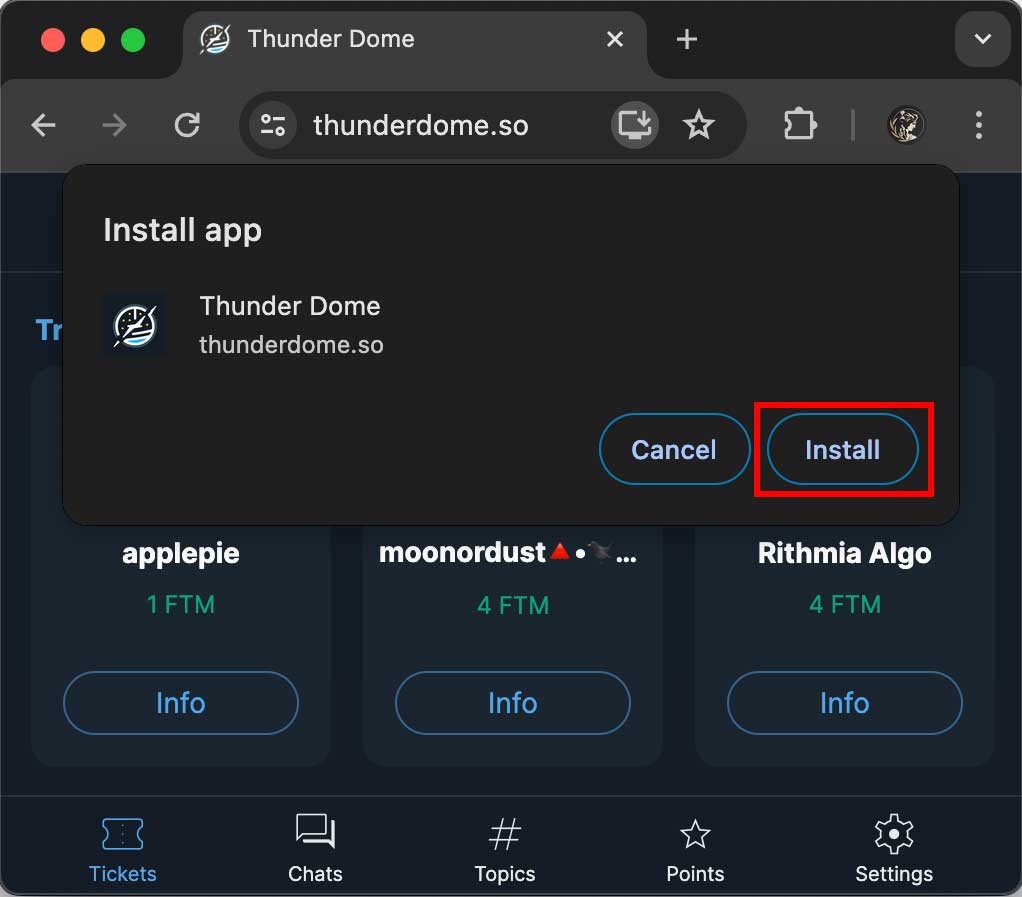 Thunder Dome
thunderdome.so
Install app
Thunder Dome
thunderdome.so
Cancel
Install
Tr
applepie
moonordust🔺•🐦‍⬛...
Rithmia Algo
1 FTM
4 FTM
4 FTM
Info
Info
Info
Tickets
Chats
Topics
Points
Settings